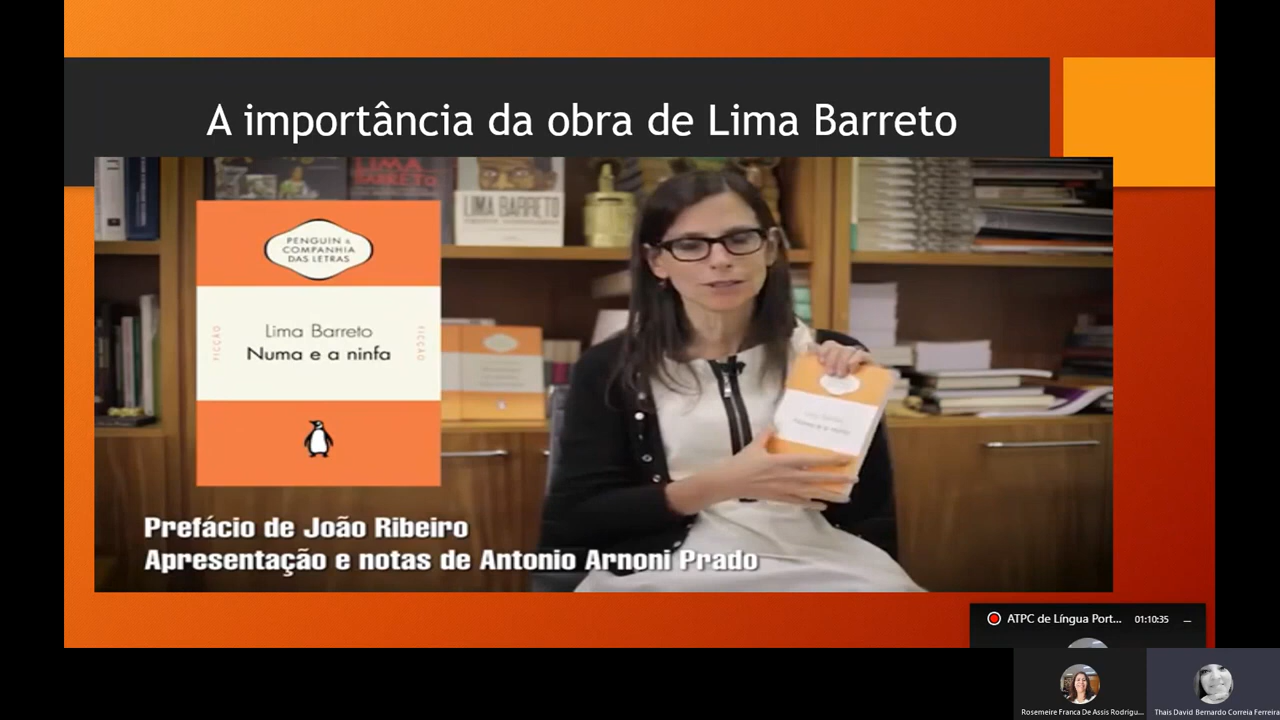 A importância da obra de Lima Barreto
LIMA
BARRETO
LIMA BARRETO
PENGUIN &
COMPANHIA
DAS LETRAS
FICÇÃO
Lima Barreto
Numa e a ninfa
FICÇÃO
Prefácio de João Ribeiro
Apresentação e notas de Antonio Arnoni Prado
ATPC de Língua Port... 01:10:35
Rosemeire Franca De Assis Rodrigu...
Thais David Bernardo Correia Ferreira